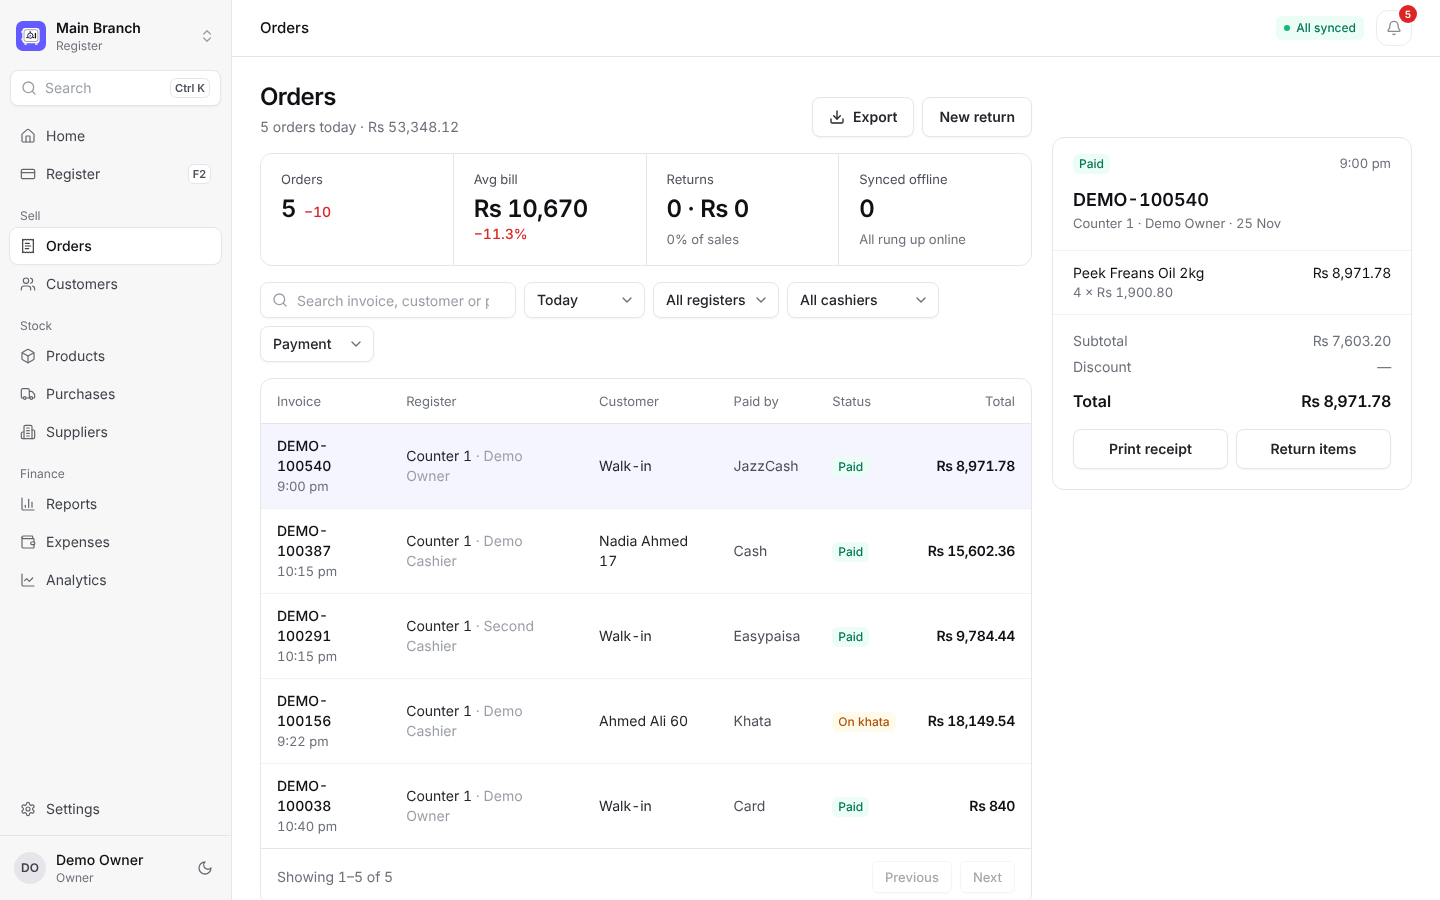 Main Branch
Register
Search
Ctrl K
Home
Register
F2
Sell
Orders
Customers
Stock
Products
Purchases
Suppliers
Finance
Reports
Expenses
Analytics
Settings
DO
Demo Owner
Owner
Orders
All synced
5
Orders
5 orders today · Rs 53,348.12
Export
New return
Orders
5 −10
Avg bill
Rs 10,670
−11.3%
Returns
0 · Rs 0
0% of sales
Synced offline
0
All rung up online
Search invoice, customer or p
Today
All registers
All cashiers
Payment
Invoice Register Customer Paid by Status Total
DEMO-
100540
9:00 pm
Counter 1 · Demo
Owner
Walk-in
JazzCash
Paid
Rs 8,971.78
DEMO-
100387
10:15 pm
Counter 1 · Demo
Cashier
Nadia Ahmed
17
Cash
Paid
Rs 15,602.36
DEMO-
100291
10:15 pm
Counter 1 · Second
Cashier
Walk-in
Easypaisa
Paid
Rs 9,784.44
DEMO-
100156
9:22 pm
Counter 1 · Demo
Cashier
Ahmed Ali 60
Khata
On khata
Rs 18,149.54
DEMO-
100038
10:40 pm
Counter 1 · Demo
Owner
Walk-in
Card
Paid
Rs 840
Showing 1–5 of 5
Previous
Next
Paid
9:00 pm
DEMO-100540
Counter 1 · Demo Owner · 25 Nov
Peek Freans Oil 2kg Rs 8,971.78
4 × Rs 1,900.80
Subtotal Rs 7,603.20
Discount —
Total Rs 8,971.78
Print receipt
Return items